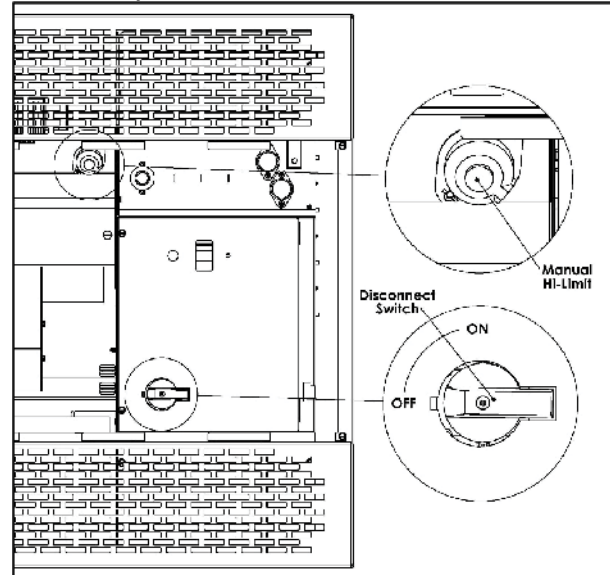 Manual
Hi-Limit
Disconnect
Switch
ON
OFF